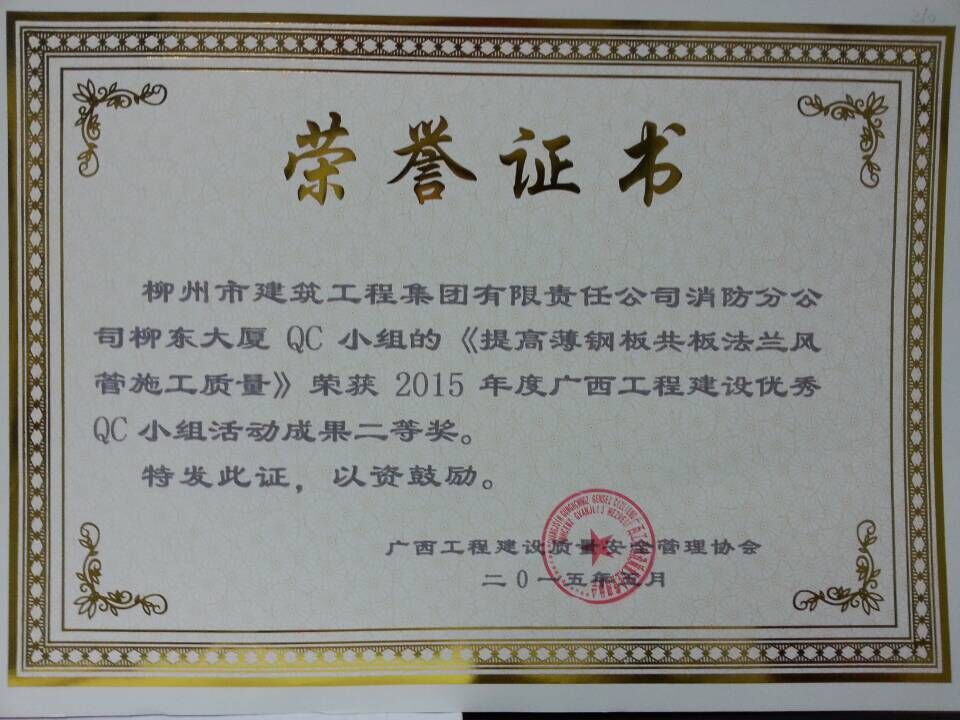 荣誉证书
柳州市建筑工程集团有限责任公司消防分公
司柳东大厦 QC 小组的《提高薄钢板共板法兰风
管施工质量》荣获 2015 年度广西工程建设优秀
QC 小组活动成果二等奖。
特发此证，以资鼓励。
广西工程建设质量安全管理协会
二〇一五年五月